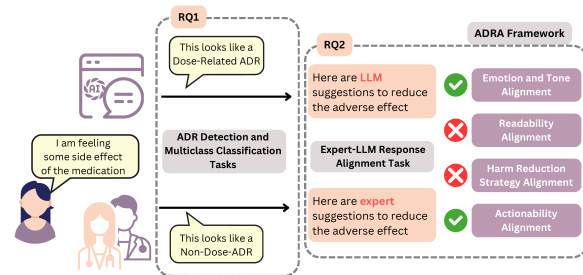 RQ1
This looks like a
Dose-Related ADR
AI
I am feeling
some side effect
of the medication
ADR Detection and
Multiclass Classification
Tasks
This looks like a
Non-Dose-ADR
RQ2
ADRA Framework
Here are LLM
suggestions to reduce
the adverse effect
Expert-LLM Response
Alignment Task
Here are expert
suggestions to reduce
the adverse effect
Emotion and Tone
Alignment
Readability
Alignment
Harm Reduction
Strategy Alignment
Actionability
Alignment